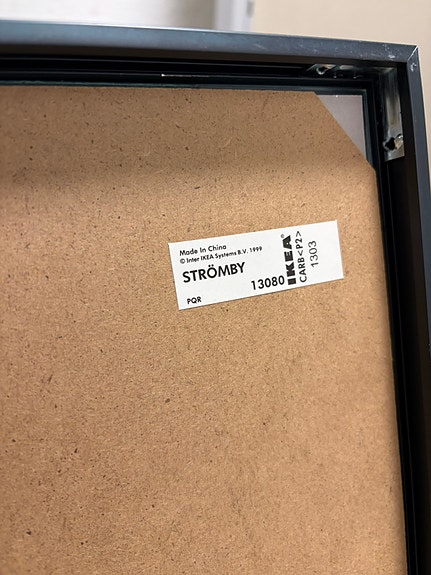 Made in China
© Inter IKEA Systems B.V. 1999
STRÖMBY
PQR
13080
IKEA®
CARB<P2>
1303